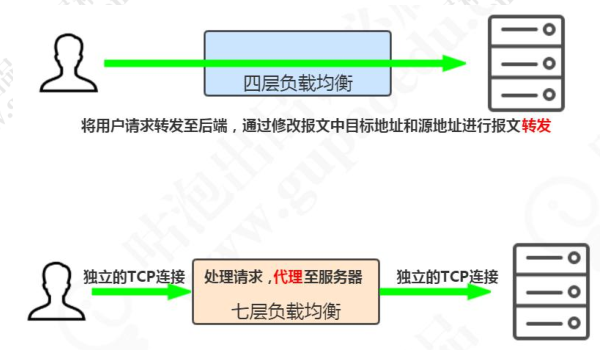 四层负载均衡
将用户请求转发至后端，通过修改报文中目标地址和源地址进行报文转发
独立的TCP连接
处理请求，代理至服务器
独立的TCP连接
七层负载均衡